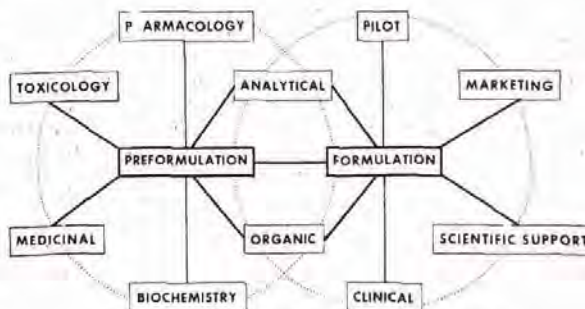 P ARMACOLOGY PILOT
TOXICOLOGY ANALYTICAL MARKETING
PREFORMULATION FORMULATION
MEDICINAL ORGANIC SCIENTIFIC SUPPORT
BIOCHEMISTRY CLINICAL